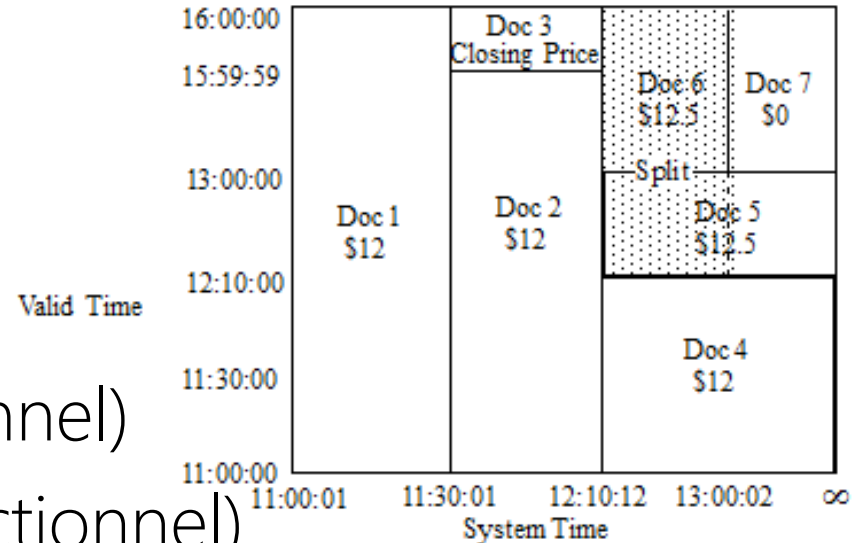 16:00:00
Doc 3
Closing Price
15:59:59
Doc 6
$12.5
Doc 7
$0
13:00:00
Split
Doc 1
$12
Doc 2
$12
Doc 5
$12.5
12:10:00
Valid Time
Doc 4
$12
11:30:00
nnel)
11:00:00
ctionnel)
11:00:01 11:30:01 12:10:12 13:00:02 ∞
System Time